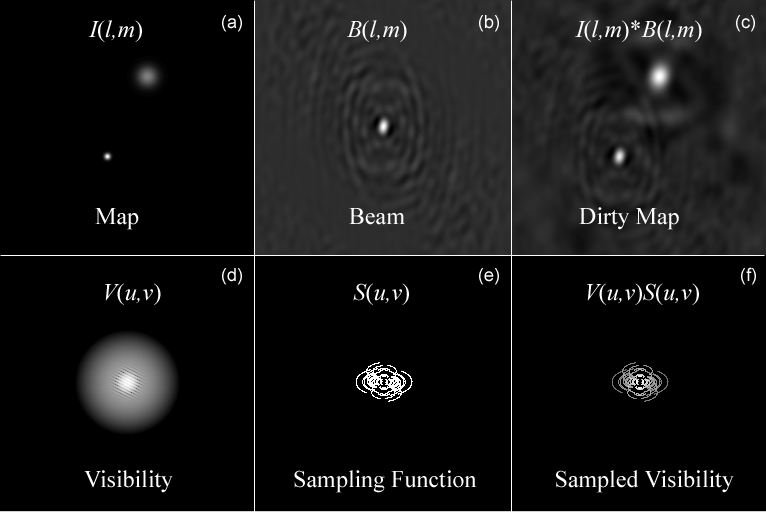 I(l,m) (a)
Map
B(l,m) (b)
Beam
I(l,m)*B(l,m) (c)
Dirty Map
V(u,v) (d)
Visibility
S(u,v) (e)
Sampling Function
V(u,v)S(u,v) (f)
Sampled Visibility